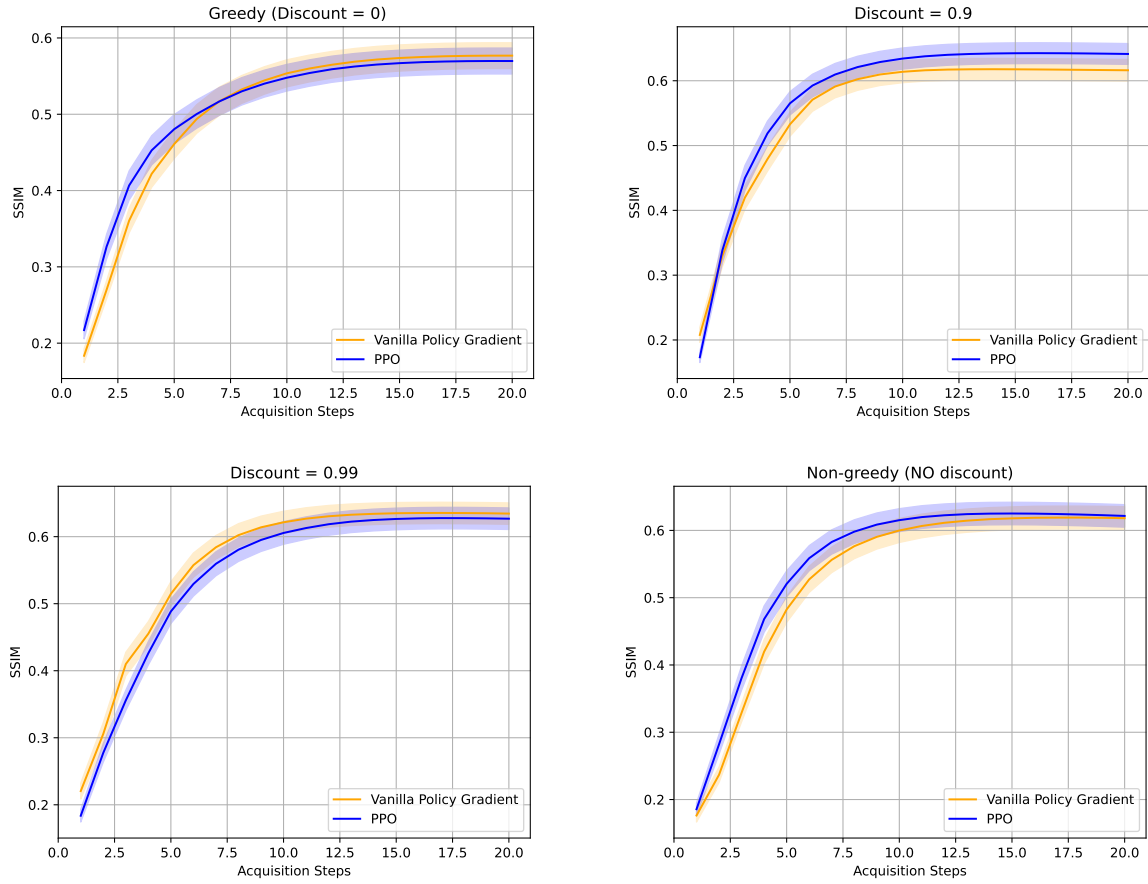 Greedy (Discount = 0)
0.6
0.5
0.4
0.3
0.2
SSIM
0.0 2.5 5.0 7.5 10.0 12.5 15.0 17.5 20.0
Acquisition Steps
Vanilla Policy Gradient
PPO
Discount = 0.9
0.6
0.5
0.4
0.3
0.2
SSIM
0.0 2.5 5.0 7.5 10.0 12.5 15.0 17.5 20.0
Acquisition Steps
Vanilla Policy Gradient
PPO
Discount = 0.99
0.6
0.5
0.4
0.3
0.2
SSIM
0.0 2.5 5.0 7.5 10.0 12.5 15.0 17.5 20.0
Acquisition Steps
Vanilla Policy Gradient
PPO
Non-greedy (NO discount)
0.6
0.5
0.4
0.3
0.2
SSIM
0.0 2.5 5.0 7.5 10.0 12.5 15.0 17.5 20.0
Acquisition Steps
Vanilla Policy Gradient
PPO